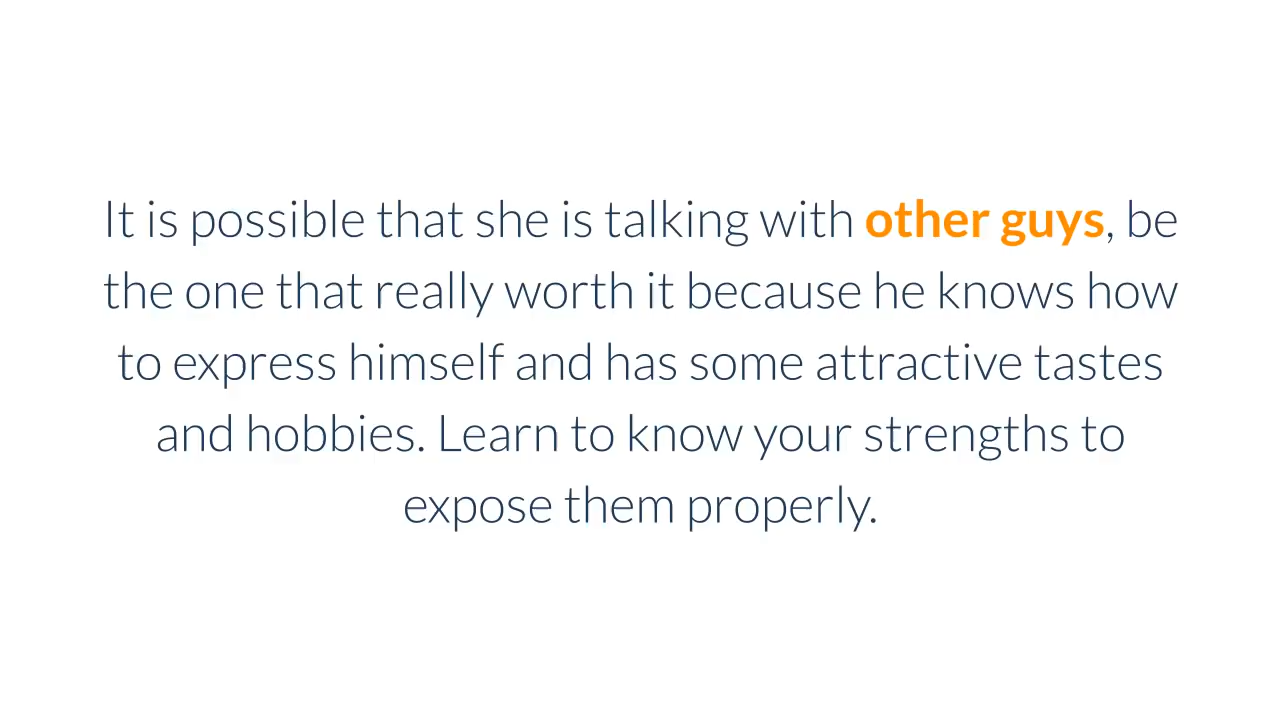 It is possible that she is talking with other guys, be
the one that really worth it because he knows how
to express himself and has some attractive tastes
and hobbies. Learn to know your strengths to
expose them properly.